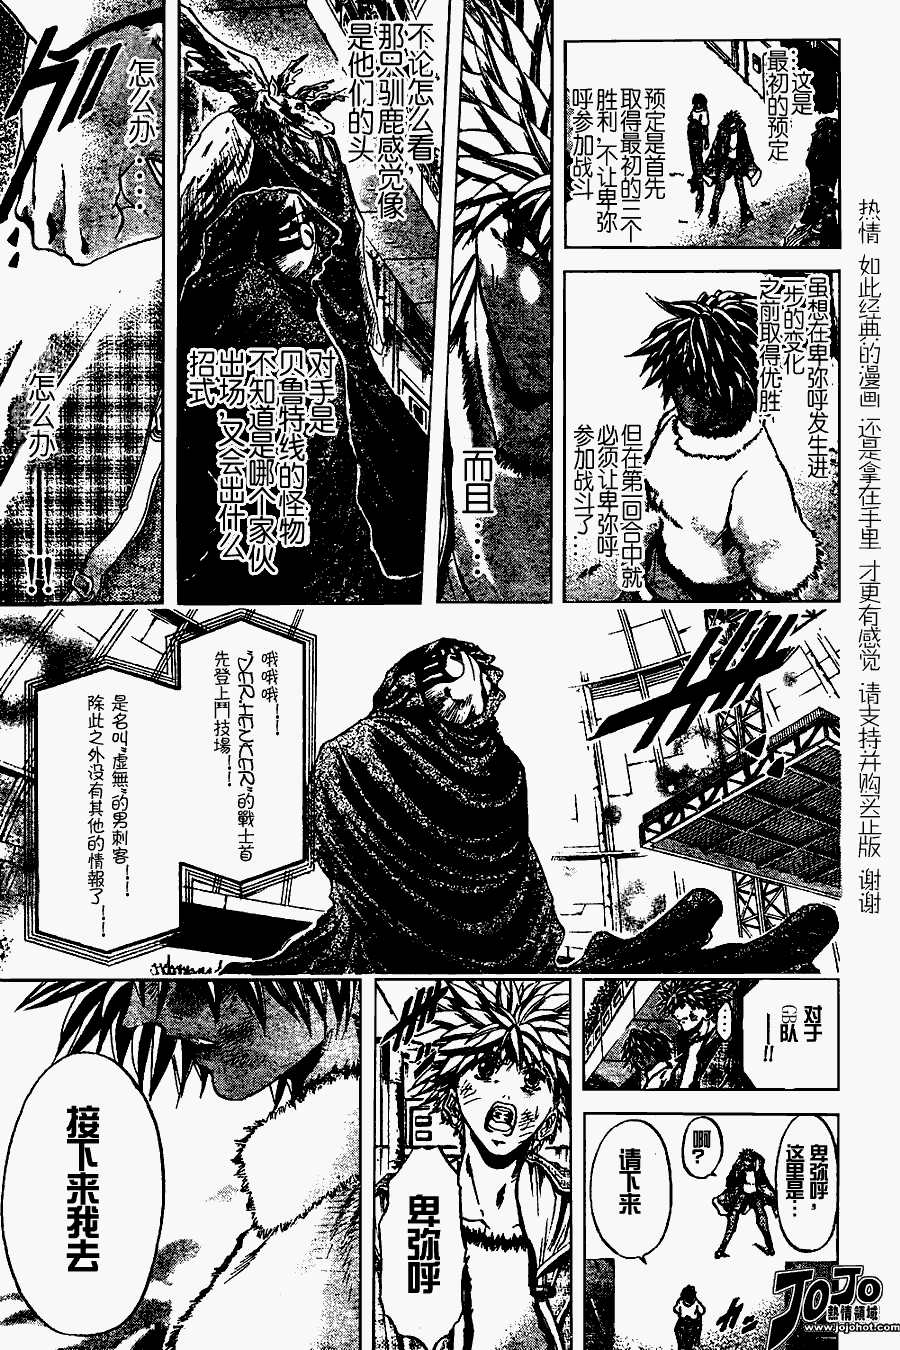 …这是
最初的预定
预定是首先
取得最初的三个
胜利，不让卑弥
呼参加战斗
虽想在卑弥呼发生进
一步的变化
之前取得优胜…
但在第一回合中就
必须让卑弥呼
参加战斗了…
而且……
不论怎么看，
那只驯鹿感觉像
是他们的头
对手是
贝鲁特线的怪物
不知道是哪个家伙
出场，又会出什么
招式
怎么办……
怎么办……!!
哦哦哦——!!
"DERHENGER"的戰士首
先登上鬥技場——!!
是名叫"虛無"的男刺客——!!
除此之外没有其他的情報了——!!
对手
GB队
——!!
……
卑弥呼，
这里是…
啊?
请下来
卑弥呼
接下来我去
热情 如此经典的漫画 还是拿在手里 才更有感觉 请支持并购买正版 谢谢
JOJO
熱情領域
www.jojohot.com